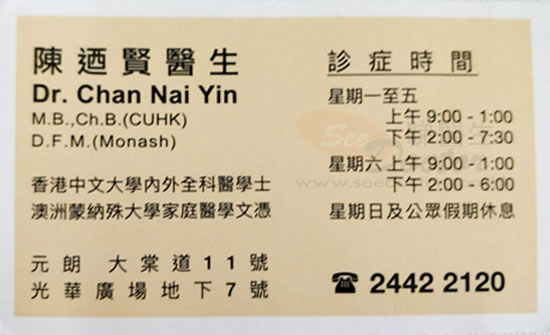 陳迺賢醫生
Dr. Chan Nai Yin
M.B.,Ch.B.(CUHK)
D.F.M.(Monash)
香港中文大學內外全科醫學士
澳洲蒙納殊大學家庭醫學文憑
元朗 大棠道11號
光華廣場地下7號
診症時間
星期一至五
上午 9:00 - 1:00
下午 2:00 - 7:30
星期六 上午 9:00 - 1:00
下午 2:00 - 6:00
星期日及公眾假期休息
☎ 2442 2120